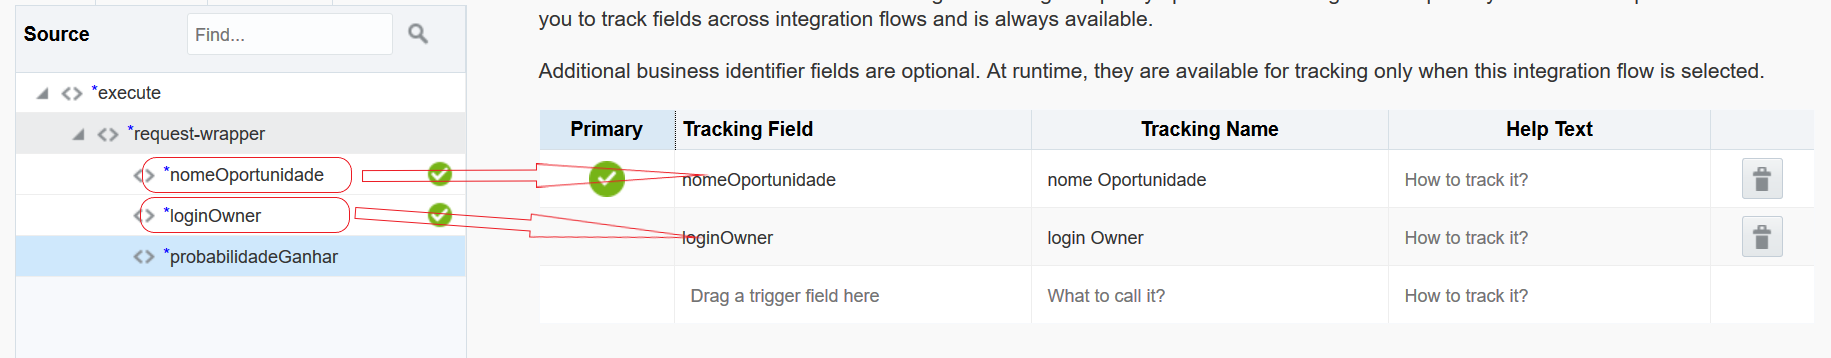 you to track fields across integration flows and is always available.
Source
Find...
Additional business identifier fields are optional. At runtime, they are available for tracking only when this integration flow is selected.
*execute
*request-wrapper
*nomeOportunidade
*loginOwner
*probabilidadeGanhar
Primary Tracking Field Tracking Name Help Text
nomeOportunidade nome Oportunidade How to track it?
loginOwner login Owner How to track it?
Drag a trigger field here What to call it? How to track it?